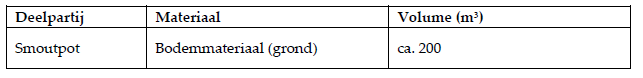 Deelpartij Materiaal Volume (m³)
Smoutpot Bodemmateriaal (grond) ca. 200